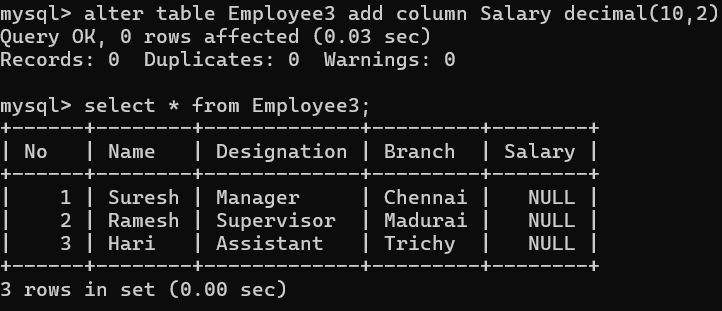 mysql> alter table Employee3 add column Salary decimal(10,2)
Query OK, 0 rows affected (0.03 sec)
Records: 0  Duplicates: 0  Warnings: 0
mysql> select * from Employee3;
+------+--------+-------------+---------+--------+
| No   | Name   | Designation | Branch  | Salary |
+------+--------+-------------+---------+--------+
|    1 | Suresh | Manager     | Chennai |   NULL |
|    2 | Ramesh | Supervisor  | Madurai |   NULL |
|    3 | Hari   | Assistant   | Trichy  |   NULL |
+------+--------+-------------+---------+--------+
3 rows in set (0.00 sec)